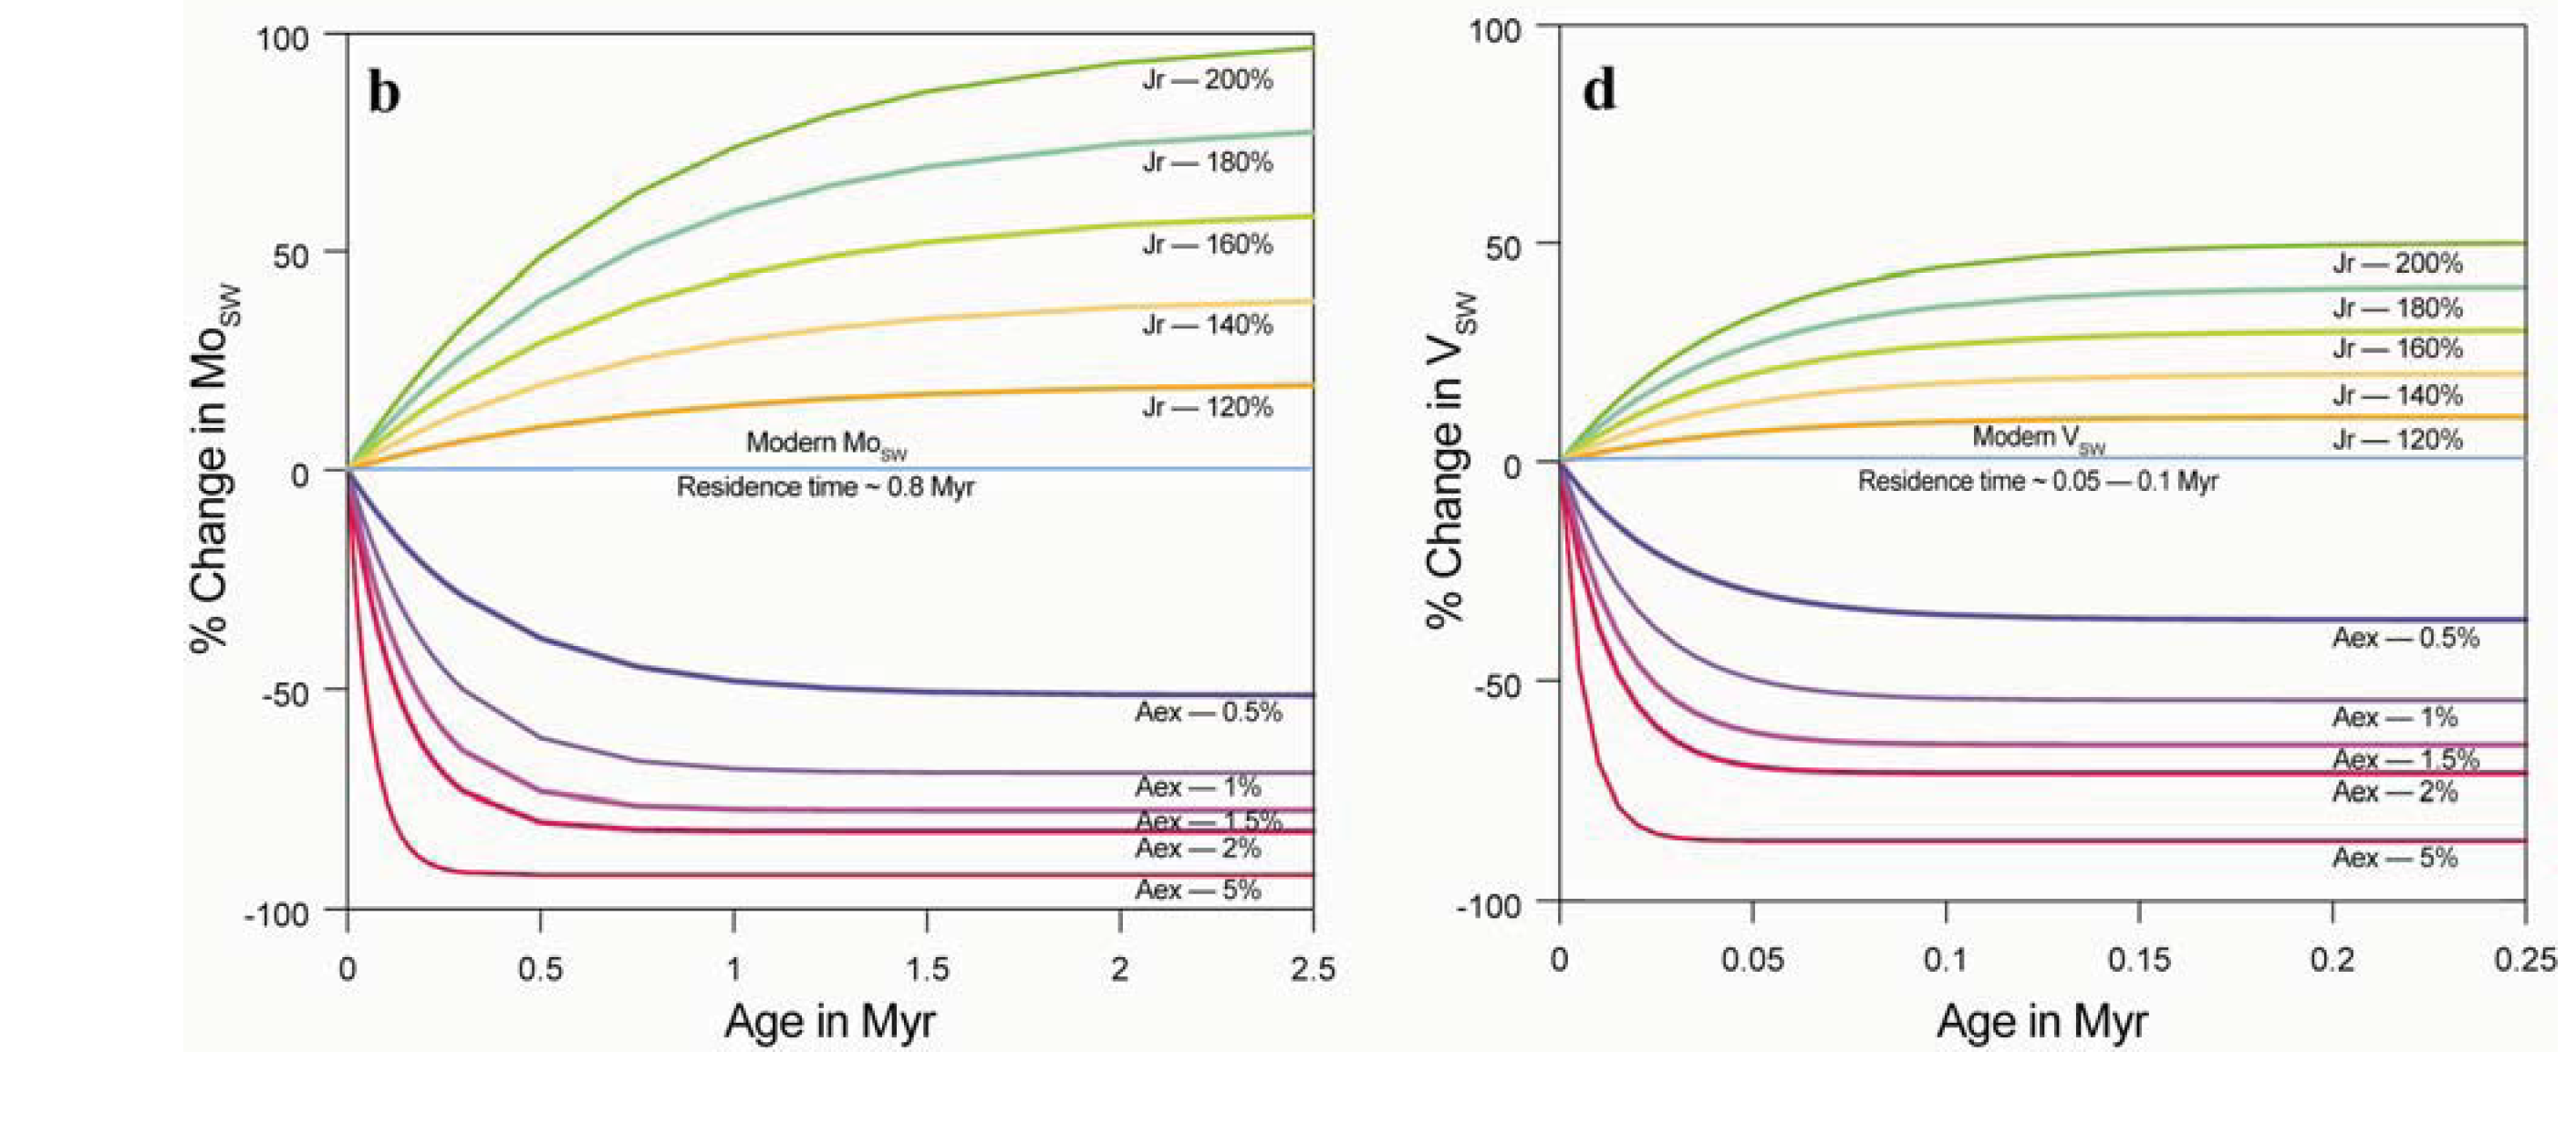 b
100
50
0
-50
-100
% Change in Mo_SW
Jr — 200%
Jr — 180%
Jr — 160%
Jr — 140%
Jr — 120%
Modern Mo_SW
Residence time ~ 0.8 Myr
Aex — 0.5%
Aex — 1%
Aex — 1.5%
Aex — 2%
Aex — 5%
0 0.5 1 1.5 2 2.5
Age in Myr
d
100
50
0
-50
-100
% Change in V_SW
Jr — 200%
Jr — 180%
Jr — 160%
Jr — 140%
Jr — 120%
Modern V_SW
Residence time ~ 0.05 — 0.1 Myr
Aex — 0.5%
Aex — 1%
Aex — 1.5%
Aex — 2%
Aex — 5%
0 0.05 0.1 0.15 0.2 0.25
Age in Myr